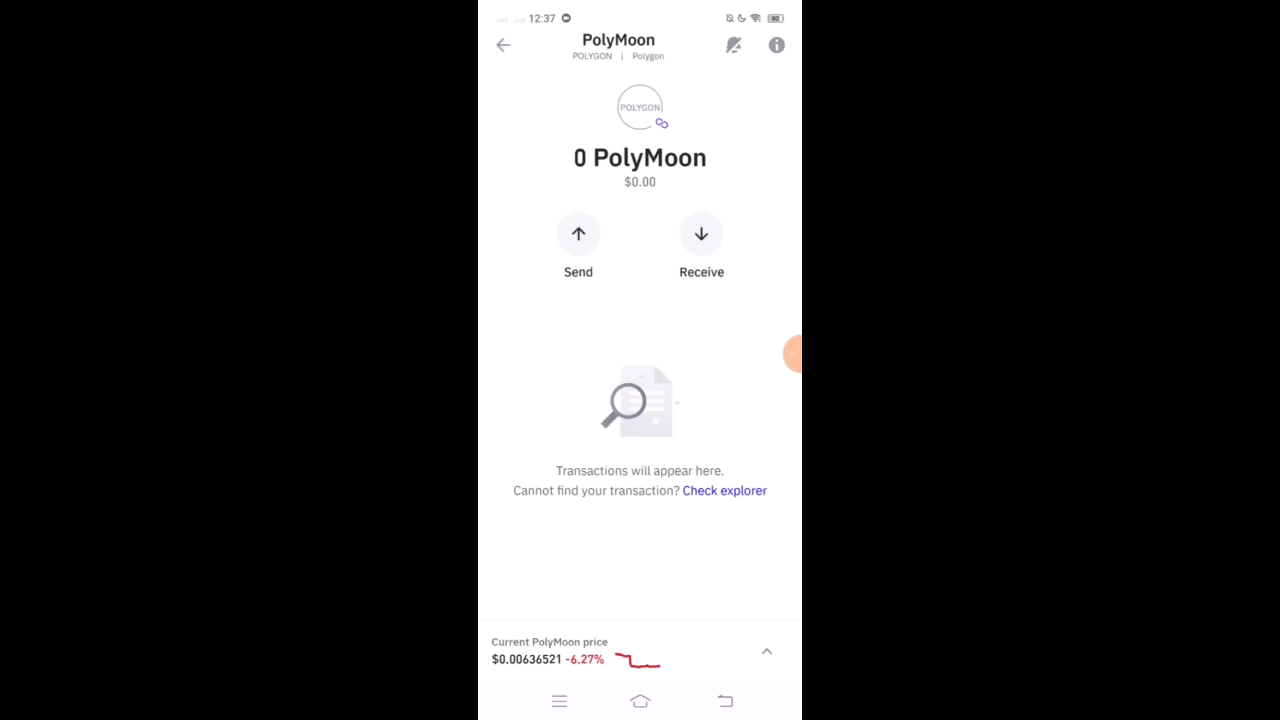 12:37
PolyMoon
POLYGON | Polygon
POLYGON
0 PolyMoon
$0.00
Send Receive
Transactions will appear here.
Cannot find your transaction? Check explorer
Current PolyMoon price
$0.00636521 -6.27%